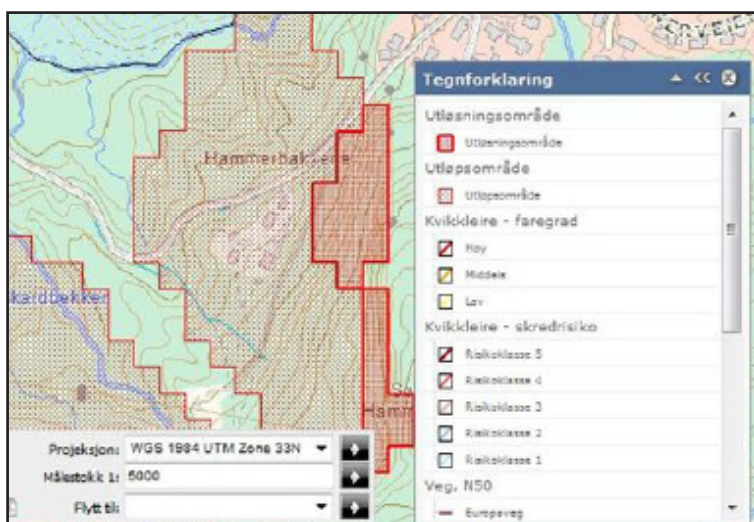 Hammerbakvene
Projeksjon: WGS 1984 UTM Zone 33N
Målestokk 1: 5000
Flytt til:
Tegnforklaring
Utløsningsområde
Utløsningsområde
Utløpsområde
Utløpsområde
Kvikkleire - faregrad
Høy
Middels
Lav
Kvikkleire - skredrisiko
Risikoklasse 5
Risikoklasse 4
Risikoklasse 3
Risikoklasse 2
Risikoklasse 1
Veg, N50
Europaveg